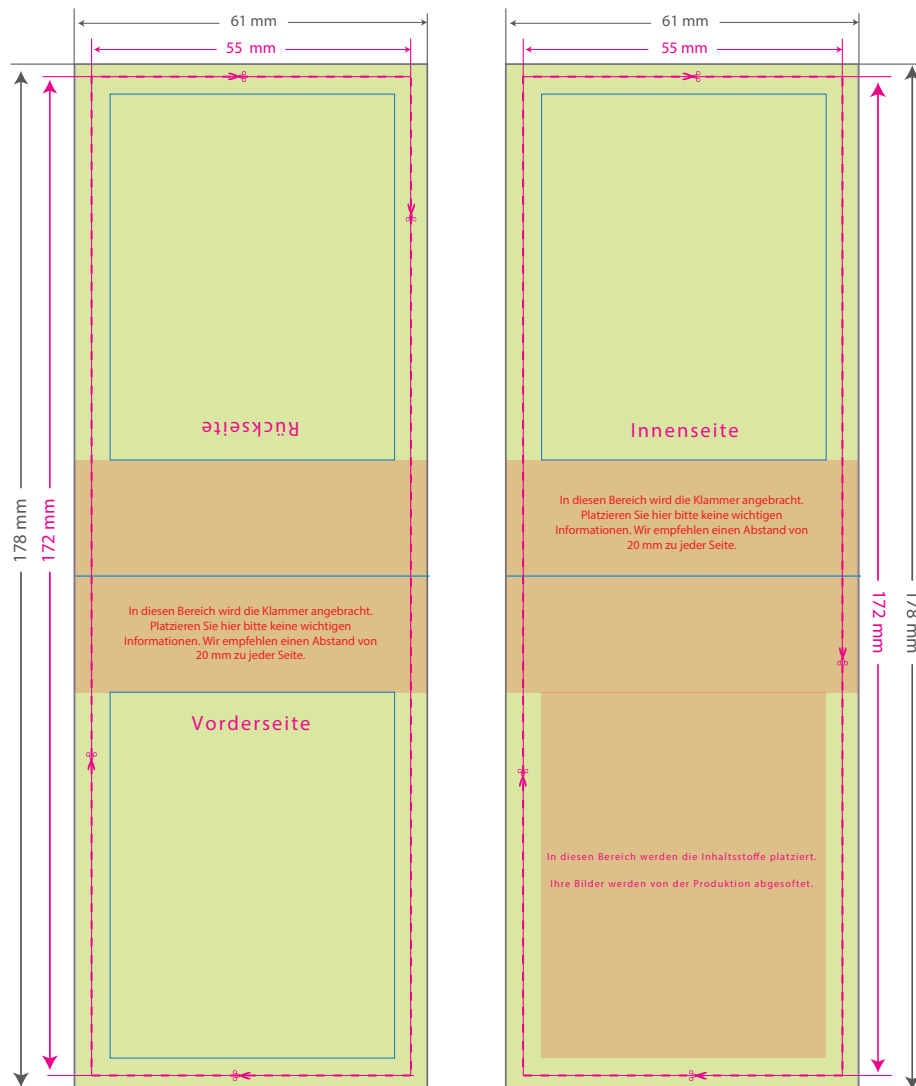 61 mm
55 mm
178 mm
172 mm
Rückseite
In diesen Bereich wird die Klammer angebracht.
Platzieren Sie hier bitte keine wichtigen
Informationen. Wir empfehlen einen Abstand von
20 mm zu jeder Seite.
Vorderseite
61 mm
55 mm
Innenseite
In diesen Bereich wird die Klammer angebracht.
Platzieren Sie hier bitte keine wichtigen
Informationen. Wir empfehlen einen Abstand von
20 mm zu jeder Seite.
172 mm
178 mm
In diesen Bereich werden die Inhaltsstoffe platziert.
Ihre Bilder werden von der Produktion abgesoftet.